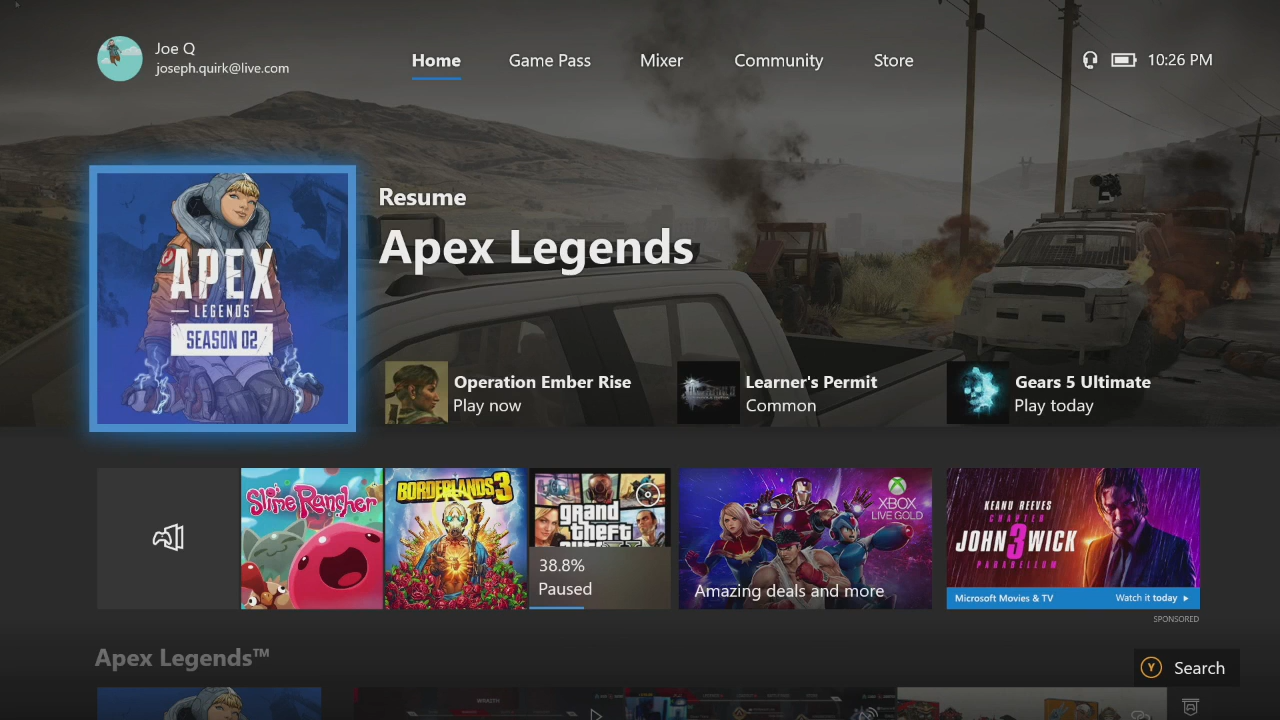 Joe Q
joseph.quirk@live.com
Home
Game Pass
Mixer
Community
Store
10:26 PM
APEX
LEGENDS
SEASON 02
Resume
Apex Legends
Operation Ember Rise
Play now
Learner's Permit
Common
Gears 5 Ultimate
Play today
Slime Rancher
BORDERLANDS 3
grand
theft
38.8%
Paused
XBOX
LIVE GOLD
Amazing deals and more
KEANU REEVES
CHAPTER
JOHN 3 WICK
PARABELLUM
Microsoft Movies & TV
Watch it today
SPONSORED
Apex Legends™
Y
Search